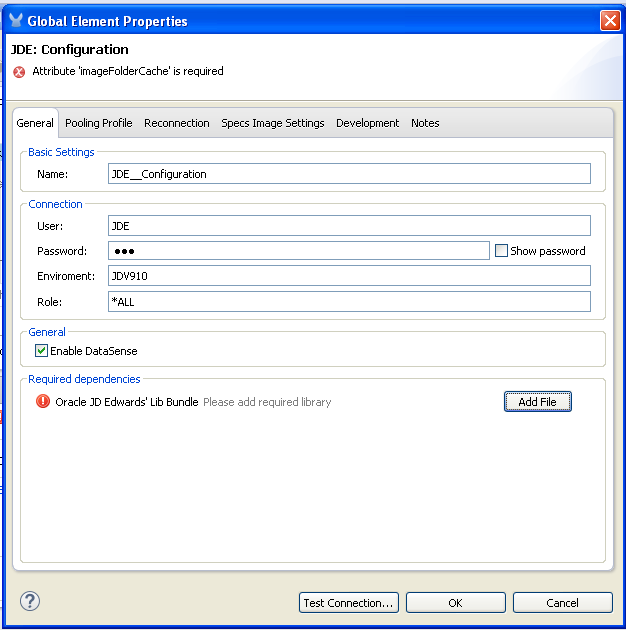 Global Element Properties
JDE: Configuration
Attribute 'imageFolderCache' is required
General Pooling Profile Reconnection Specs Image Settings Development Notes
Basic Settings
Name: JDE__Configuration
Connection
User: JDE
Password: ●●● Show password
Enviroment: JDV910
Role: *ALL
General
Enable DataSense
Required dependencies
Oracle JD Edwards' Lib Bundle Please add required library Add File
? Test Connection... OK Cancel